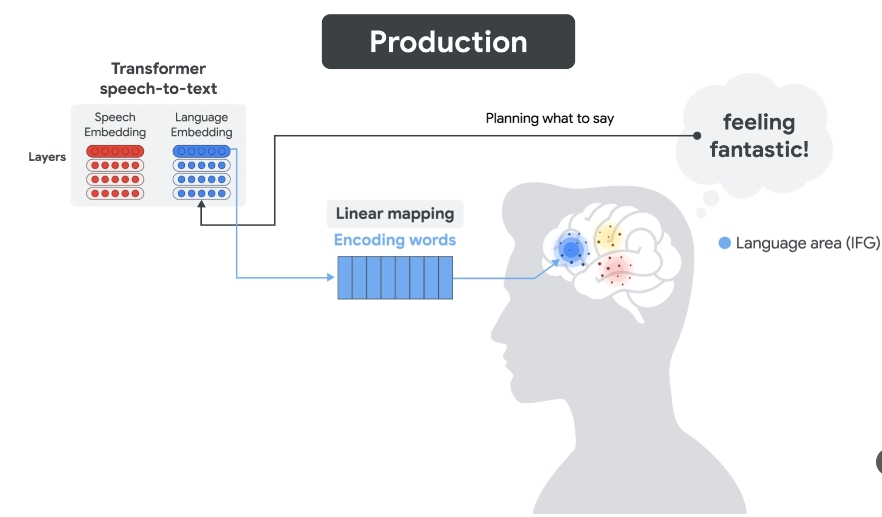 Production
Transformer
speech-to-text
Speech
Embedding
Language
Embedding
Layers
Planning what to say
feeling
fantastic!
Linear mapping
Encoding words
Language area (IFG)